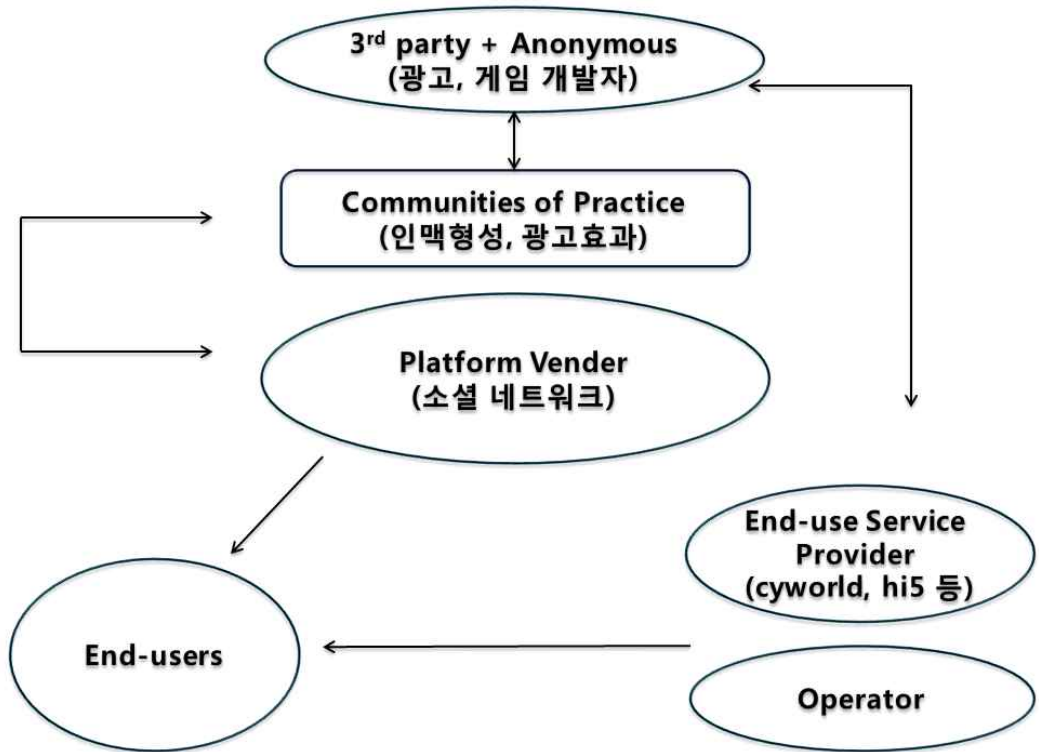 3rd party + Anonymous
(광고, 게임 개발자)
Communities of Practice
(인맥형성, 광고효과)
Platform Vender
(소셜 네트워크)
End-use Service
Provider
(cyworld, hi5 등)
End-users
Operator